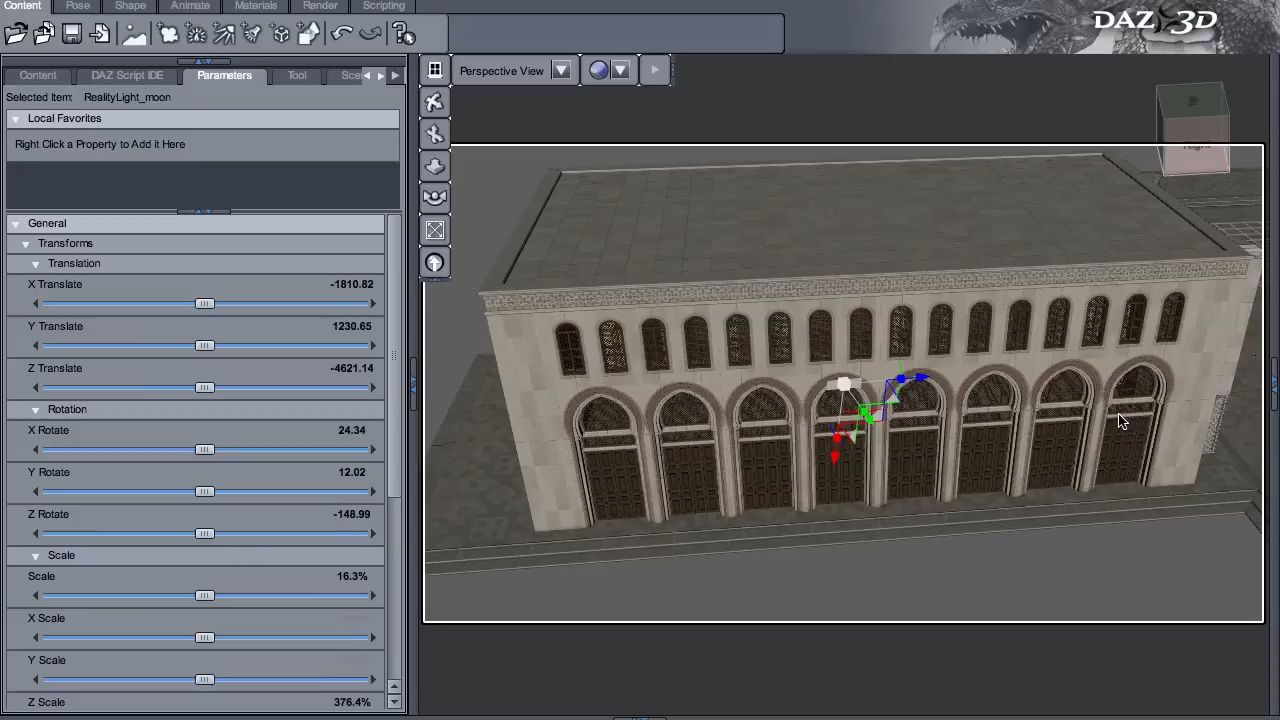 Content Pose Shape Animate Materials Render Scripting
DAZ 3D
Content DAZ Script IDE Parameters Tool Sce
Perspective View
Selected Item: RealityLight_moon
Local Favorites
Right Click a Property to Add it Here
General
Transforms
Translation
X Translate -1810.82
Y Translate 1230.65
Z Translate -4621.14
Rotation
X Rotate 24.34
Y Rotate 12.02
Z Rotate -148.99
Scale
Scale 16.3%
X Scale
Y Scale
Z Scale 376.4%